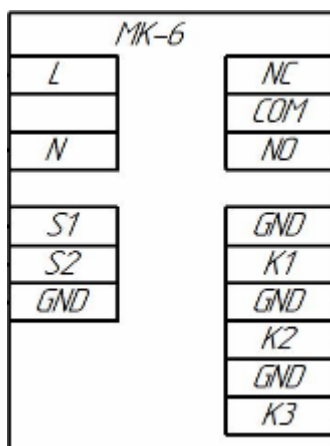 МК-6
L NC
COM
N NO
S1 GND
S2 K1
GND GND
K2
GND
K3